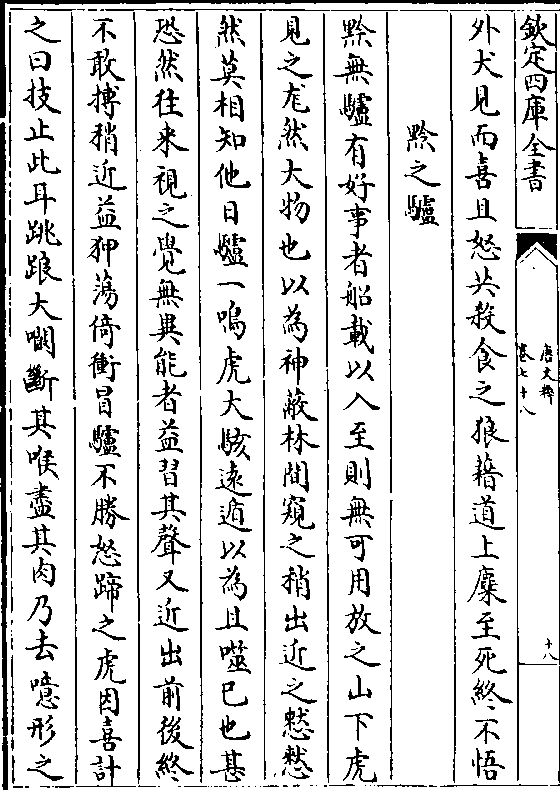 欽定四庫全書
唐文粹
卷七十八
十八
外犬見而喜且怒共殺食之狼藉道上麋至死終不悟
黔之驢
黔無驢有好事者船載以入至則無可用放之山下虎
見之尨然大物也以為神蔽林間窺之稍出近之憗憗
然莫相知他日驢一鳴虎大駭遠遁以為且噬已也甚
恐然往來視之覺無異能者益習其聲又近出前後終
不敢搏稍近益狎蕩倚衝冒驢不勝怒蹄之虎因喜計
之曰技止此耳跳踉大㘚斷其喉盡其肉乃去噫形之